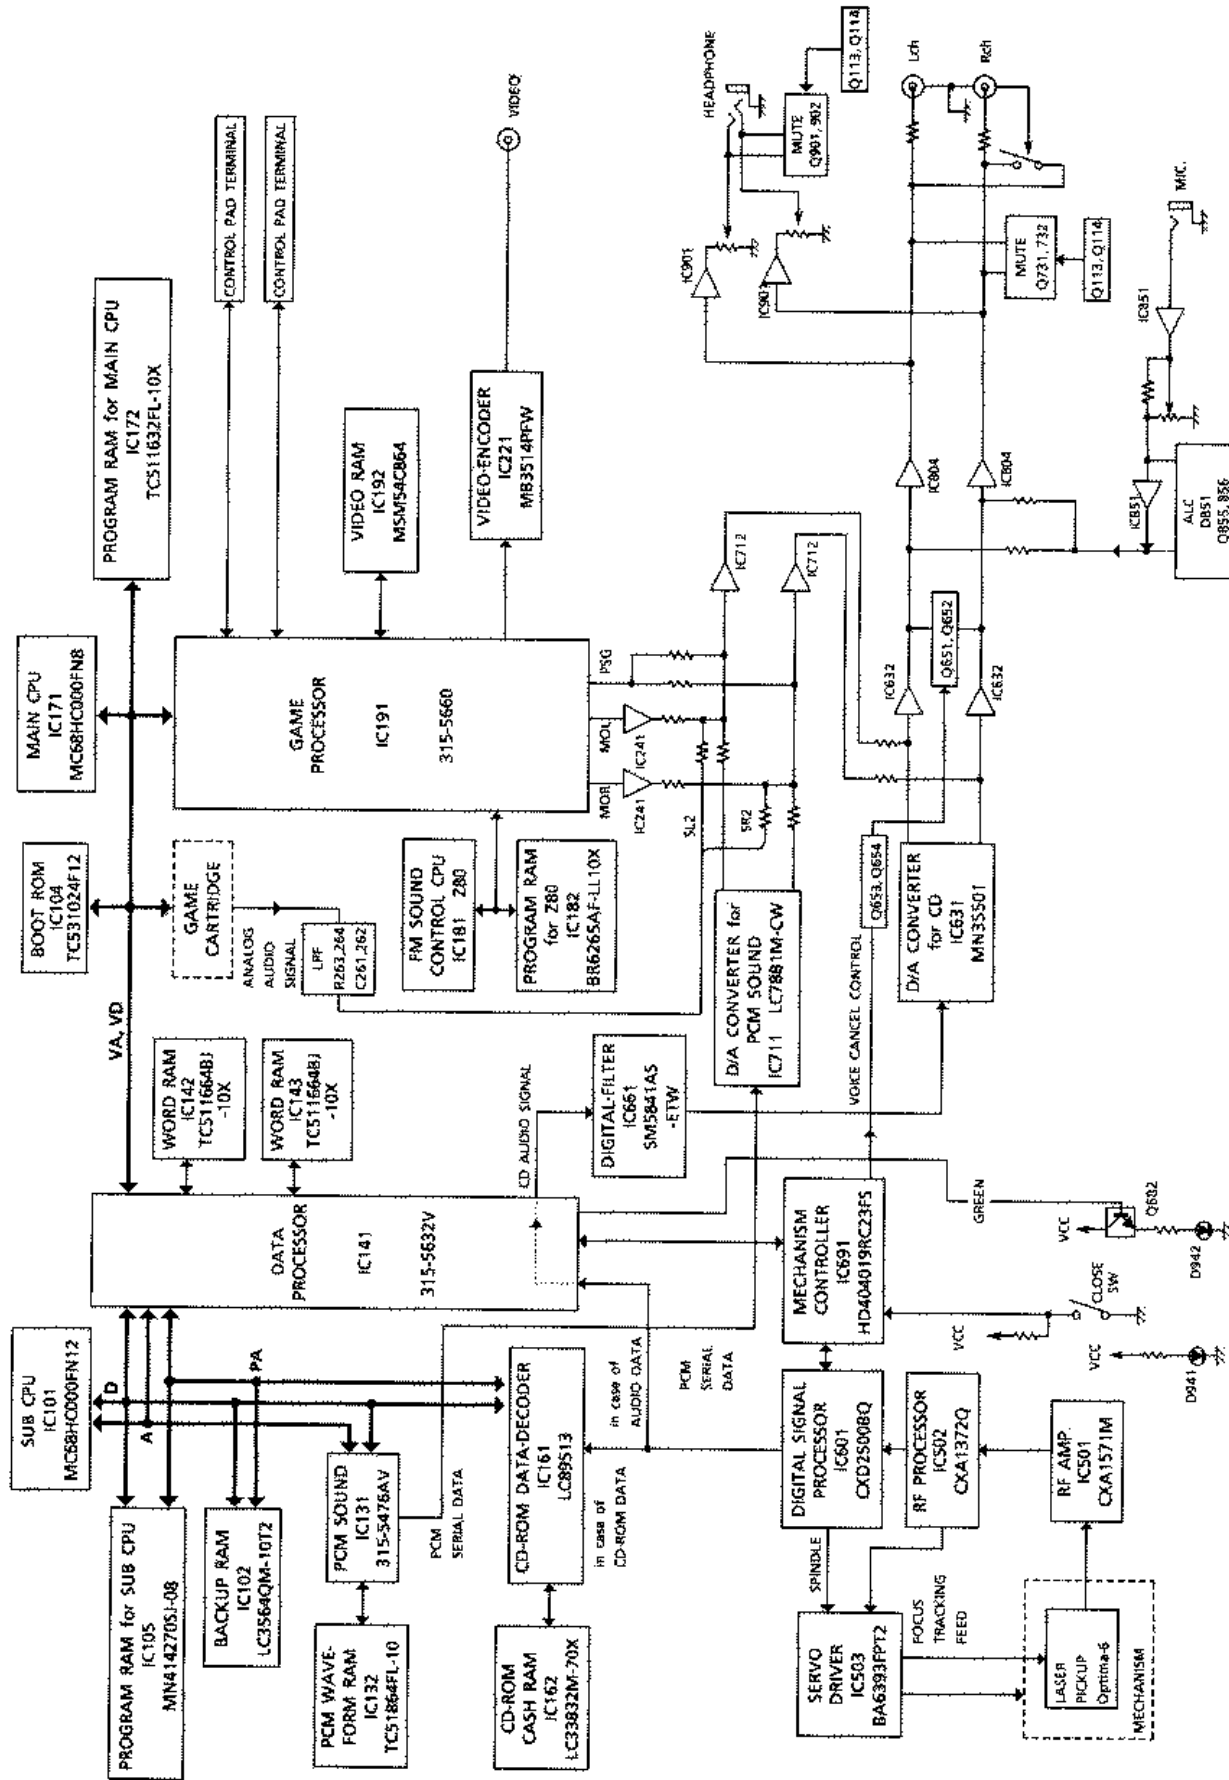 PROGRAM RAM for SUB CPU
IC105
MN414270SJ-08
BACKUP RAM
IC102
LC3564QM-10T2
PCM WAVE-
FORM RAM
IC132
TC51864FL-10
PCM SOUND
IC131
315-5476AV
PCM
SERIAL DATA
CD-ROM
CASH RAM
IC162
LC33832M-70X
CD-ROM DATA-DECODER
IC161
LC89513
in case of
CD-ROM DATA
in case of
AUDIO DATA
SUB CPU
IC101
MC68HC000FN12
A
D
PA
DATA
PROCESSOR
IC141
315-5632V
WORD RAM
IC142
TC511664BJ
-10X
WORD RAM
IC143
TC511664BJ
-10X
VA, VD
CD AUDIO SIGNAL
DIGITAL-FILTER
IC661
SM5841AS
-ETW
BOOT ROM
IC104
TC531024F12
GAME
CARTRIDGE
ANALOG
AUDIO
SIGNAL
LPF
R263,264
C261,262
MAIN CPU
IC171
MC68HC000FN8
PROGRAM RAM for MAIN CPU
IC172
TC511632FL-10X
CONTROL PAD TERMINAL
CONTROL PAD TERMINAL
GAME
PROCESSOR
IC191
315-5660
VIDEO RAM
IC192
MSM54C864
VIDEO-ENCODER
IC221
MB3514PFW
VIDEO
FM SOUND
CONTROL CPU
IC181 Z80
PROGRAM RAM
for Z80
IC182
BR6265AF-LL10X
MOR
MOL
PSG
IC241
IC241
SL2
SR2
IC712
IC712
D/A CONVERTER for
PCM SOUND
IC711 LC7881M-CW
PCM
SERIAL
DATA
VOICE CANCEL CONTROL
Q653, Q654
D/A CONVERTER
for CD
IC631
MN35501
IC632
IC632
Q651, Q652
IC804
IC804
IC901
IC901
HEADPHONE
MUTE
Q901, 902
Q113, Q114
Lch
Rch
MUTE
Q731, 732
Q113, Q114
MIC.
IC851
IC851
ALC
D851
Q855, 856
SERVO
DRIVER
IC503
BA6393FPT2
SPINDLE
FOCUS
TRACKING
FEED
LASER
PICKUP
Optima-6
MECHANISM
DIGITAL SIGNAL
PROCESSOR
IC601
CXD2500BQ
RF PROCESSOR
IC502
CXA1372Q
RF AMP.
IC501
CXA1571M
MECHANISM
CONTROLLER
IC691
HD404019RC23FS
GREEN
VCC
VCC
VCC
CLOSE
SW
Q682
D941
D942